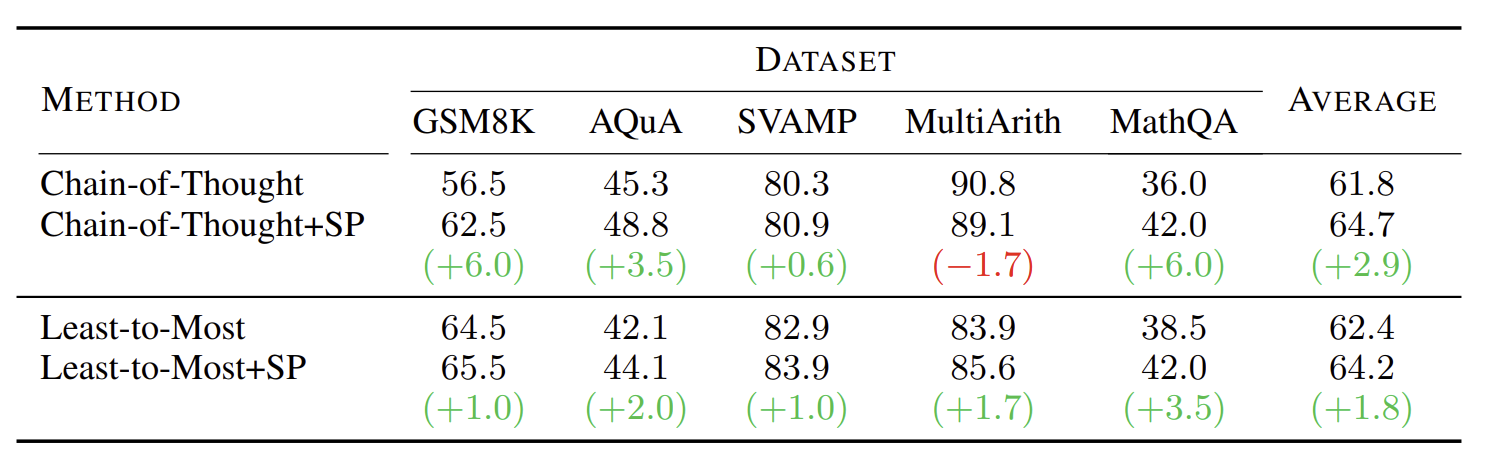 DATASET
METHOD AVERAGE
GSM8K AQuA SVAMP MultiArith MathQA
Chain-of-Thought 56.5 45.3 80.3 90.8 36.0 61.8
Chain-of-Thought+SP 62.5 48.8 80.9 89.1 42.0 64.7
(+6.0) (+3.5) (+0.6) (−1.7) (+6.0) (+2.9)
Least-to-Most 64.5 42.1 82.9 83.9 38.5 62.4
Least-to-Most+SP 65.5 44.1 83.9 85.6 42.0 64.2
(+1.0) (+2.0) (+1.0) (+1.7) (+3.5) (+1.8)